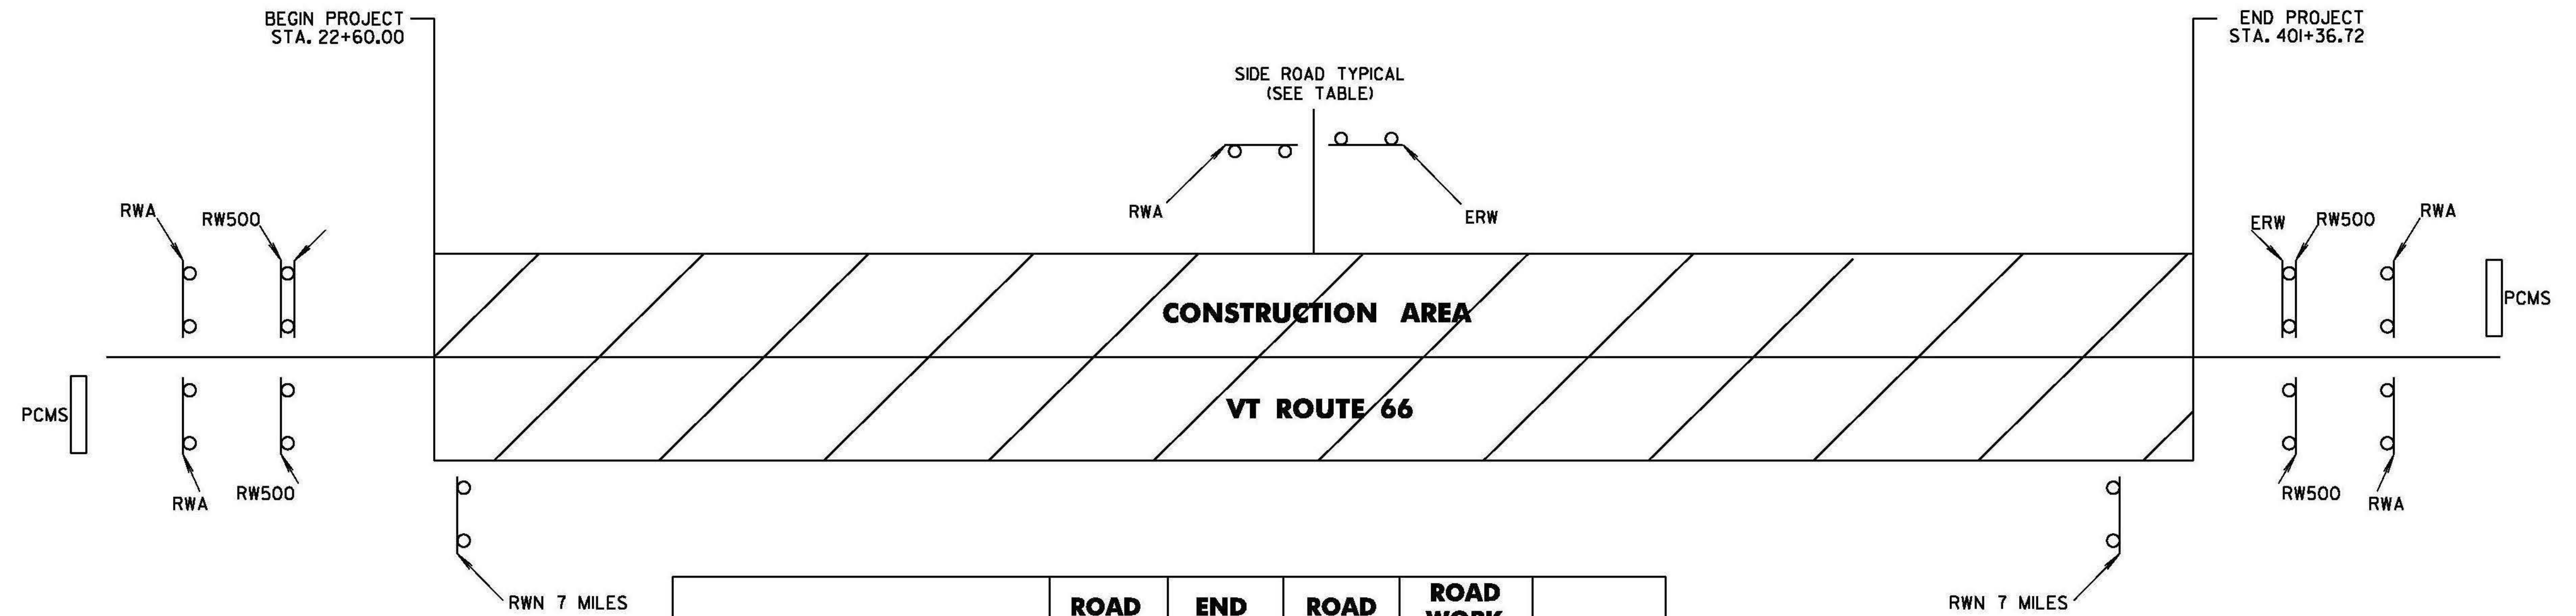 BEGIN PROJECT
STA. 22+60.00
END PROJECT
STA. 401+36.72
SIDE ROAD TYPICAL
(SEE TABLE)
RWA
RW500
RWA
ERW
ERW
RW500
RWA
PCMS
CONSTRUCTION AREA
VT ROUTE 66
PCMS
RWA
RW500
RW500
RWA
RWN 7 MILES
RWN 7 MILES
ROAD
END
ROAD
ROAD
WORK